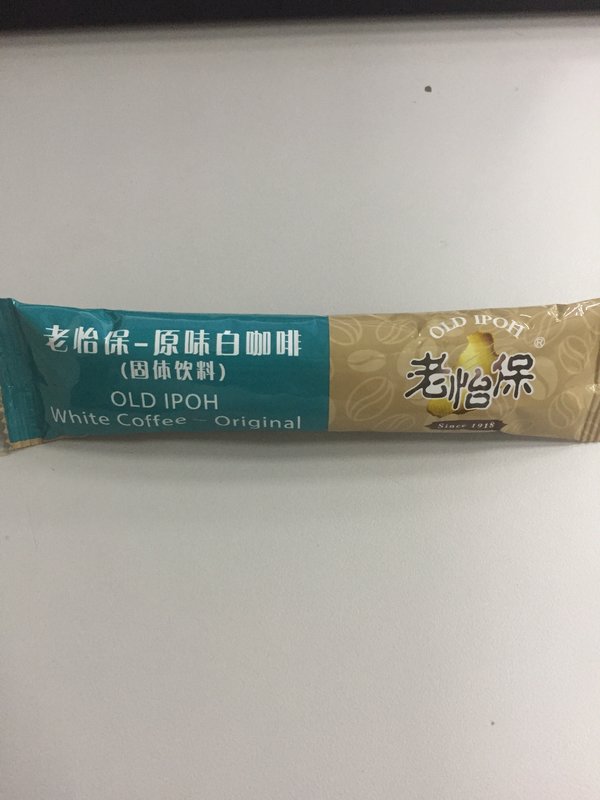 老怡保-原味白咖啡
(固体饮料)
OLD IPOH
White Coffee - Original
OLD IPOH
®
老怡保
Since 1918